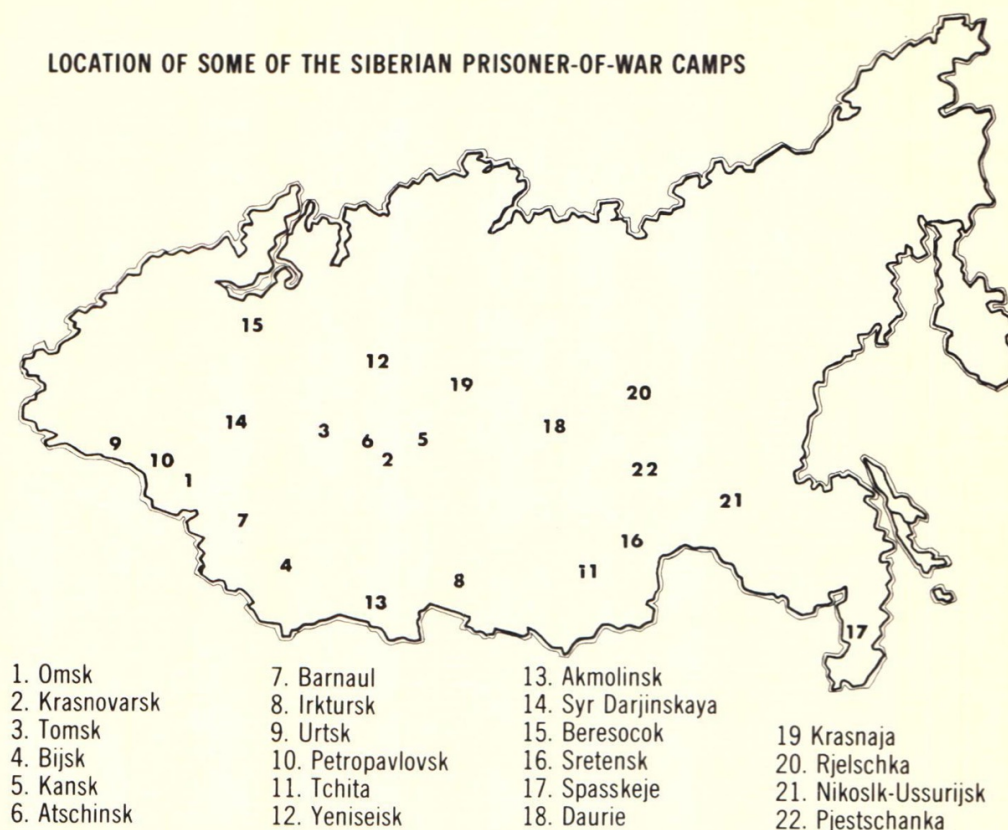 LOCATION OF SOME OF THE SIBERIAN PRISONER-OF-WAR CAMPS
15
12
19
20
14
3
6
5
18
9
10
2
22
1
21
7
16
4
8
11
13
17
1. Omsk
2. Krasnovarsk
3. Tomsk
4. Bijsk
5. Kansk
6. Atschinsk
7. Barnaul
8. Irktursk
9. Urtsk
10. Petropavlovsk
11. Tchita
12. Yeniseisk
13. Akmolinsk
14. Syr Darjinskaya
15. Beresocok
16. Sretensk
17. Spasskeje
18. Daurie
19 Krasnaja
20. Rjelschka
21. Nikoslk-Ussurijsk
22. Pjestschanka